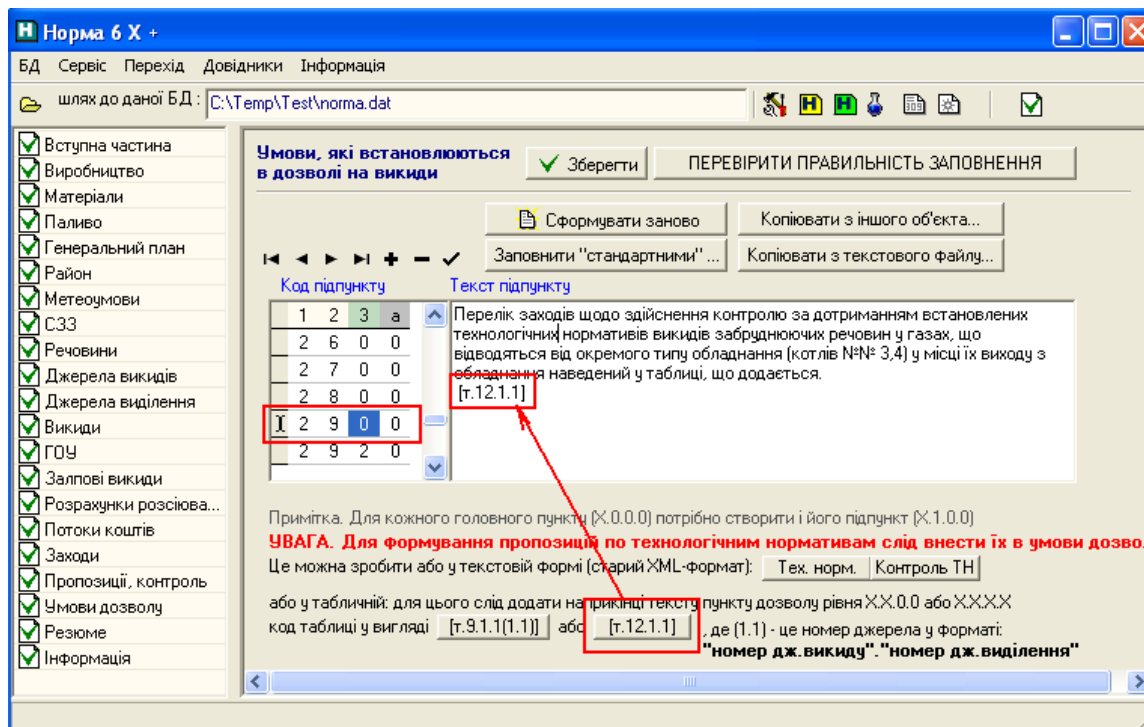 Норма 6 X +
БД Сервіс Перехід Довідники Інформація
шлях до даної БД : C:\Temp\Test\norma.dat
Вступна частина
Виробництво
Матеріали
Паливо
Генеральний план
Район
Метеоумови
СЗЗ
Речовини
Джерела викидів
Джерела виділення
Викиди
ГОУ
Залпові викиди
Розрахунки розсіюва...
Потоки коштів
Заходи
Пропозиції, контроль
Умови дозволу
Резюме
Інформація
Умови, які встановлюються
в дозволі на викиди
Зберегти
ПЕРЕВІРИТИ ПРАВИЛЬНІСТЬ ЗАПОВНЕННЯ
Сформувати заново
Копіювати з іншого об'єкта...
Заповнити "стандартними" ...
Копіювати з текстового файлу...
Код підпункту
Текст підпункту
1 2 3 а
2 6 0 0
2 7 0 0
2 8 0 0
2 9 0 0
2 9 2 0
Перелік заходів щодо здійснення контролю за дотриманням встановлених
технологічних нормативів викидів забруднюючих речовин у газах, що
відводяться від окремого типу обладнання (котлів №№ 3,4) у місці їх виходу з
обладнання наведений у таблиці, що додається.
[т.12.1.1]
Примітка. Для кожного головного пункту (X.0.0.0) потрібно створити і його підпункт (X.1.0.0)
УВАГА. Для формування пропозицій по технологічним нормативам слід внести їх в умови дозво
Це можна зробити або у текстовій формі (старий XML-формат): Тех. норм. Контроль ТН
або у табличній: для цього слід додати наприкінці тексту пункту дозволу рівня X.X.0.0 або X.X.X.X
код таблиці у вигляді [т.9.1.1(1.1)] або [т.12.1.1] , де (1.1) - це номер джерела у форматі:
"номер дж.викиду"."номер дж.виділення"